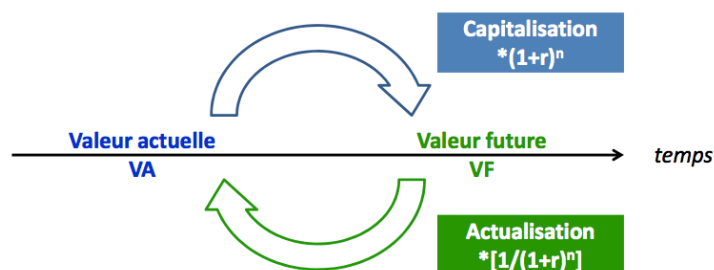 Capitalisation
*(1+r)ⁿ
Valeur actuelle
VA
Valeur future
VF
temps
Actualisation
*[1/(1+r)ⁿ]